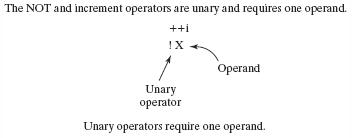 The NOT and increment operators are unary and requires one operand.
++i
! X
Operand
Unary
operator
Unary operators require one operand.